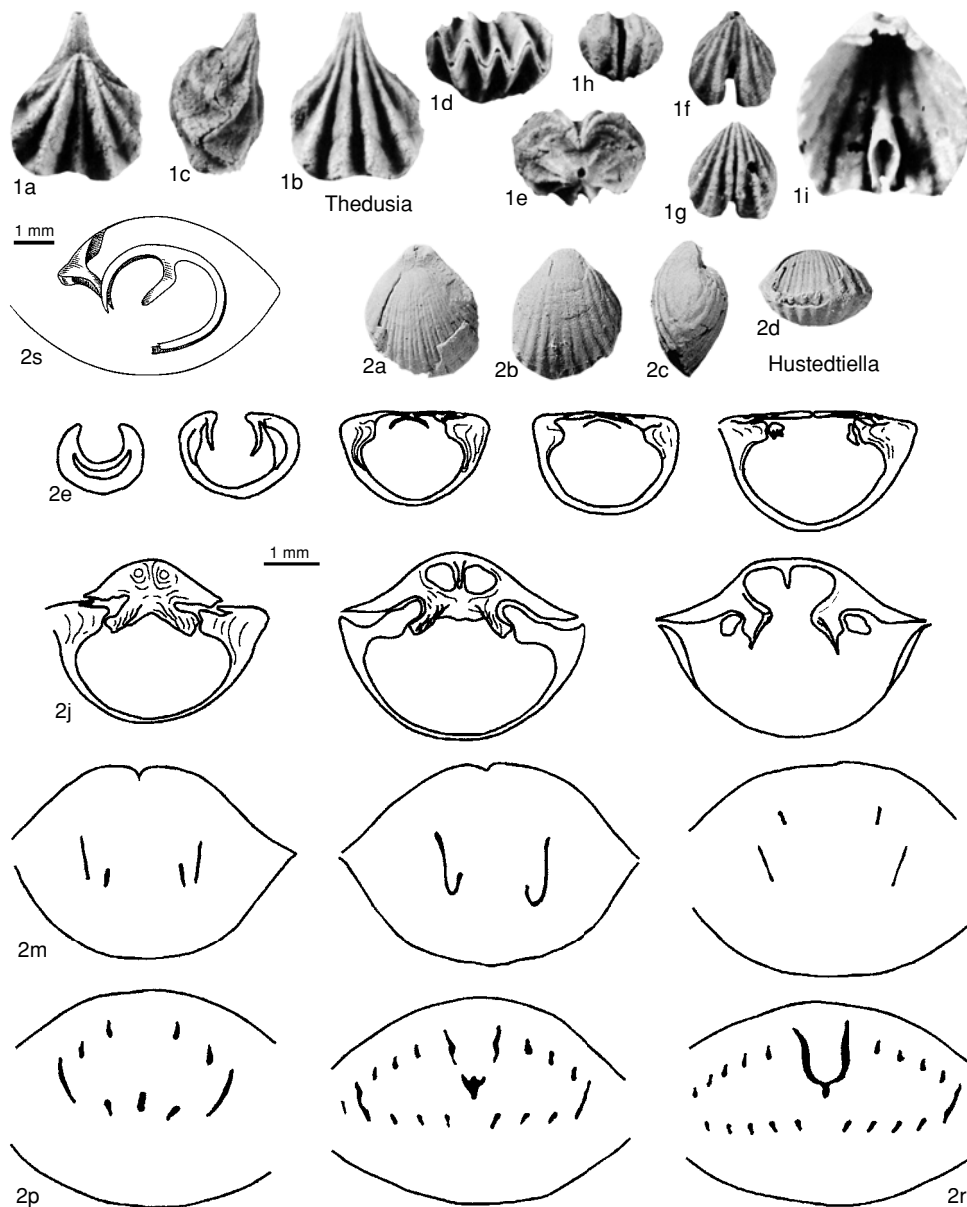 1d
1h
1f
1a
1c
1b
1e
1g
1i
Thedusia
1 mm
2s
2a
2b
2c
2d
Hustedtiella
2e
1 mm
2j
2m
2p
2r